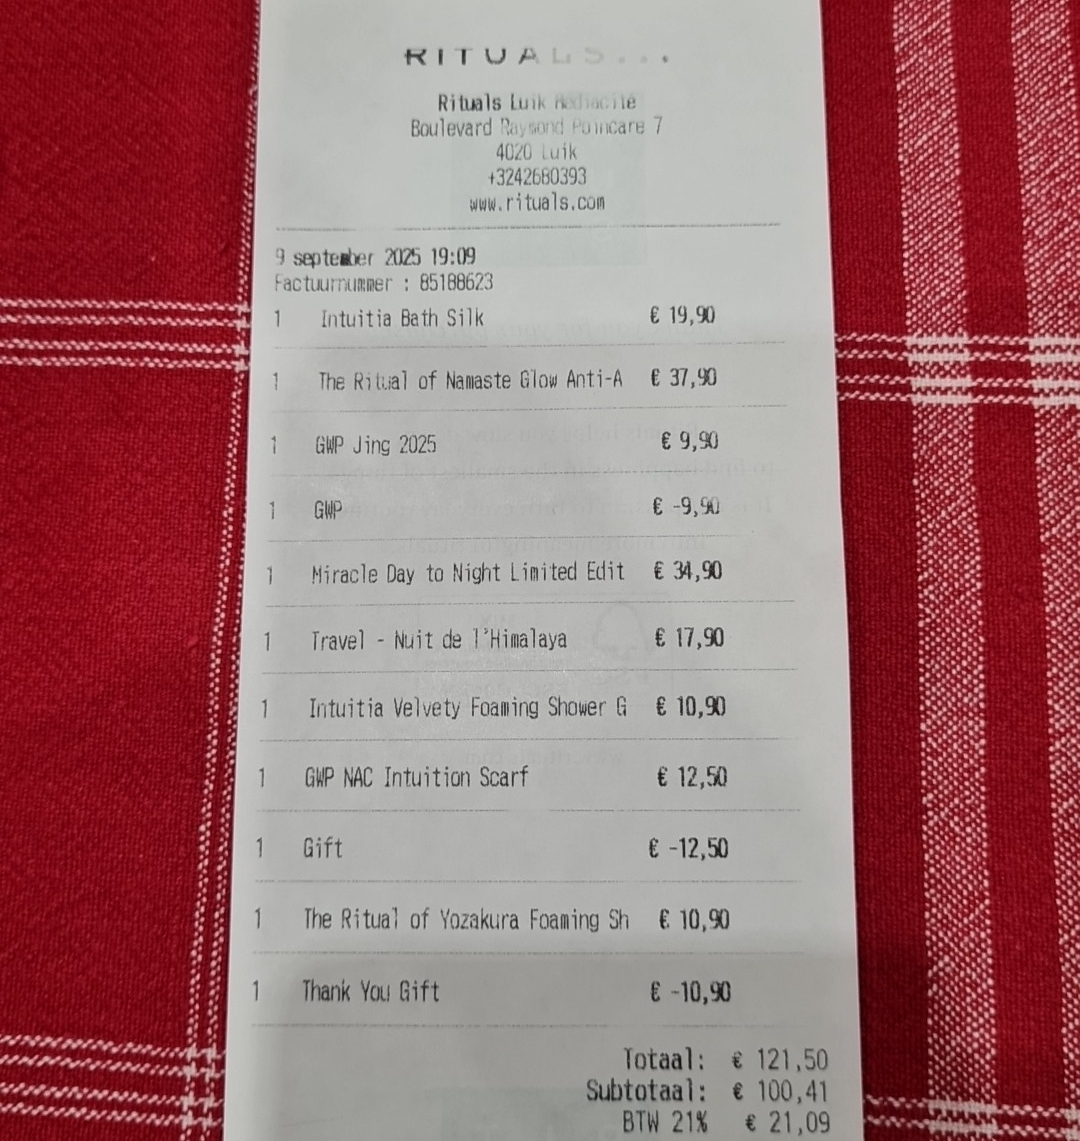 RITUALS...
Rituals Luik Médiacité
Boulevard Raymond Poincare 7
4020 Luik
+3242680393
www.rituals.com
9 september 2025 19:09
Factuurnummer : 85188623
1 Intuitia Bath Silk € 19,90
1 The Ritual of Namaste Glow Anti-A € 37,90
1 GWP Jing 2025 € 9,90
1 GWP € -9,90
1 Miracle Day to Night Limited Edit € 34,90
1 Travel - Nuit de l'Himalaya € 17,90
1 Intuitia Velvety Foaming Shower G € 10,90
1 GWP NAC Intuition Scarf € 12,50
1 Gift € -12,50
1 The Ritual of Yozakura Foaming Sh € 10,90
1 Thank You Gift € -10,90
Totaal: € 121,50
Subtotaal: € 100,41
BTW 21% € 21,09